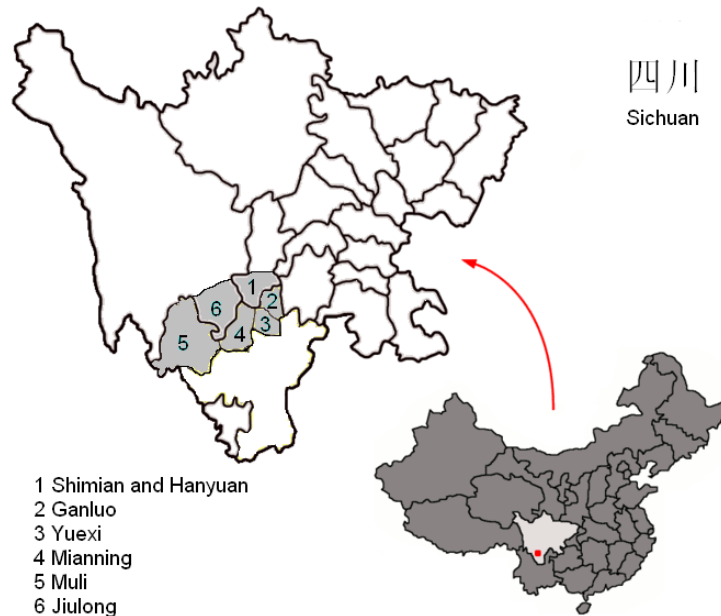 四川
Sichuan
1
2
6
3
4
5
1 Shimian and Hanyuan
2 Ganluo
3 Yuexi
4 Mianning
5 Muli
6 Jiulong